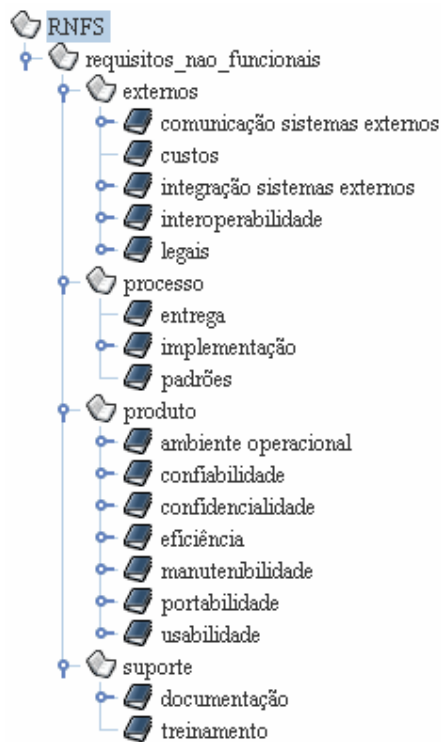 RNFS
requisitos_nao_funcionais
externos
comunicação sistemas externos
custos
integração sistemas externos
interoperabilidade
legais
processo
entrega
implementação
padrões
produto
ambiente operacional
confiabilidade
confidencialidade
eficiência
manutenibilidade
portabilidade
usabilidade
suporte
documentação
treinamento